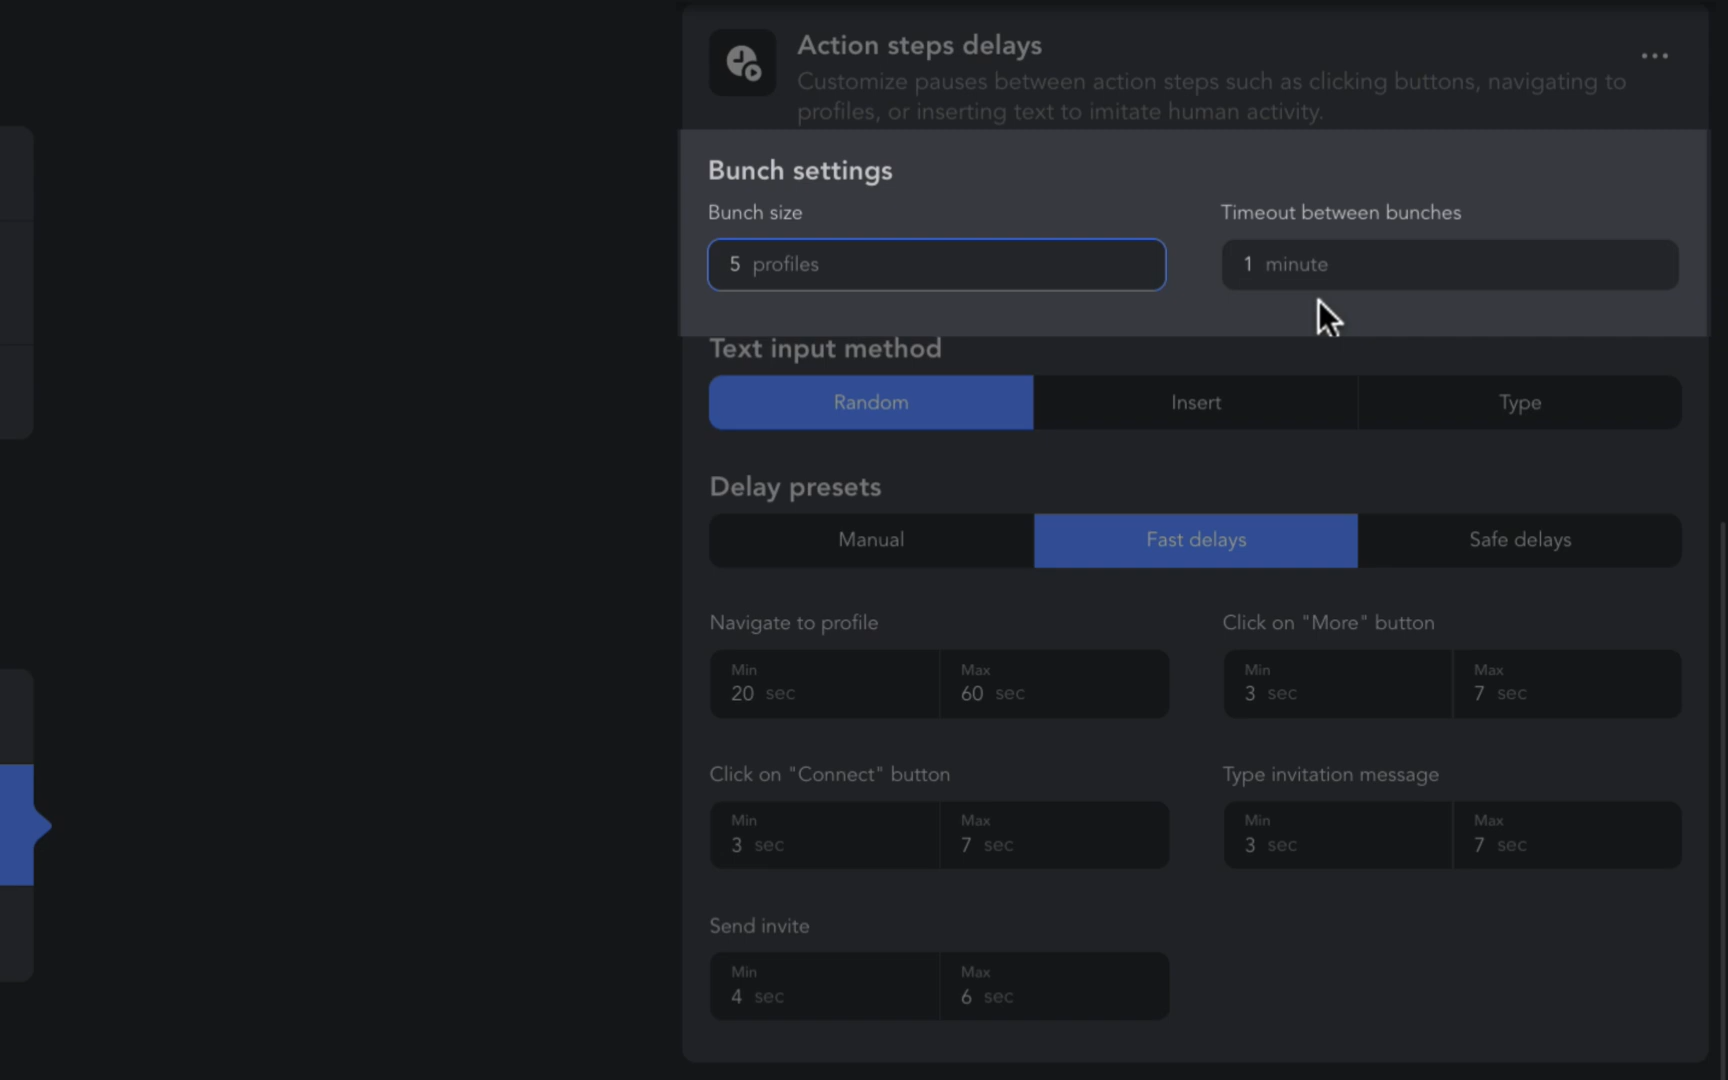 Action steps delays
Customize pauses between action steps such as clicking buttons, navigating to
profiles, or inserting text to imitate human activity.
Bunch settings
Bunch size
Timeout between bunches
5 profiles
1 minute
Text input method
Random
Insert
Type
Delay presets
Manual
Fast delays
Safe delays
Navigate to profile
Click on "More" button
Min
Max
Min
Max
20 sec
60 sec
3 sec
7 sec
Click on "Connect" button
Type invitation message
Min
Max
Min
Max
3 sec
7 sec
3 sec
7 sec
Send invite
Min
Max
4 sec
6 sec